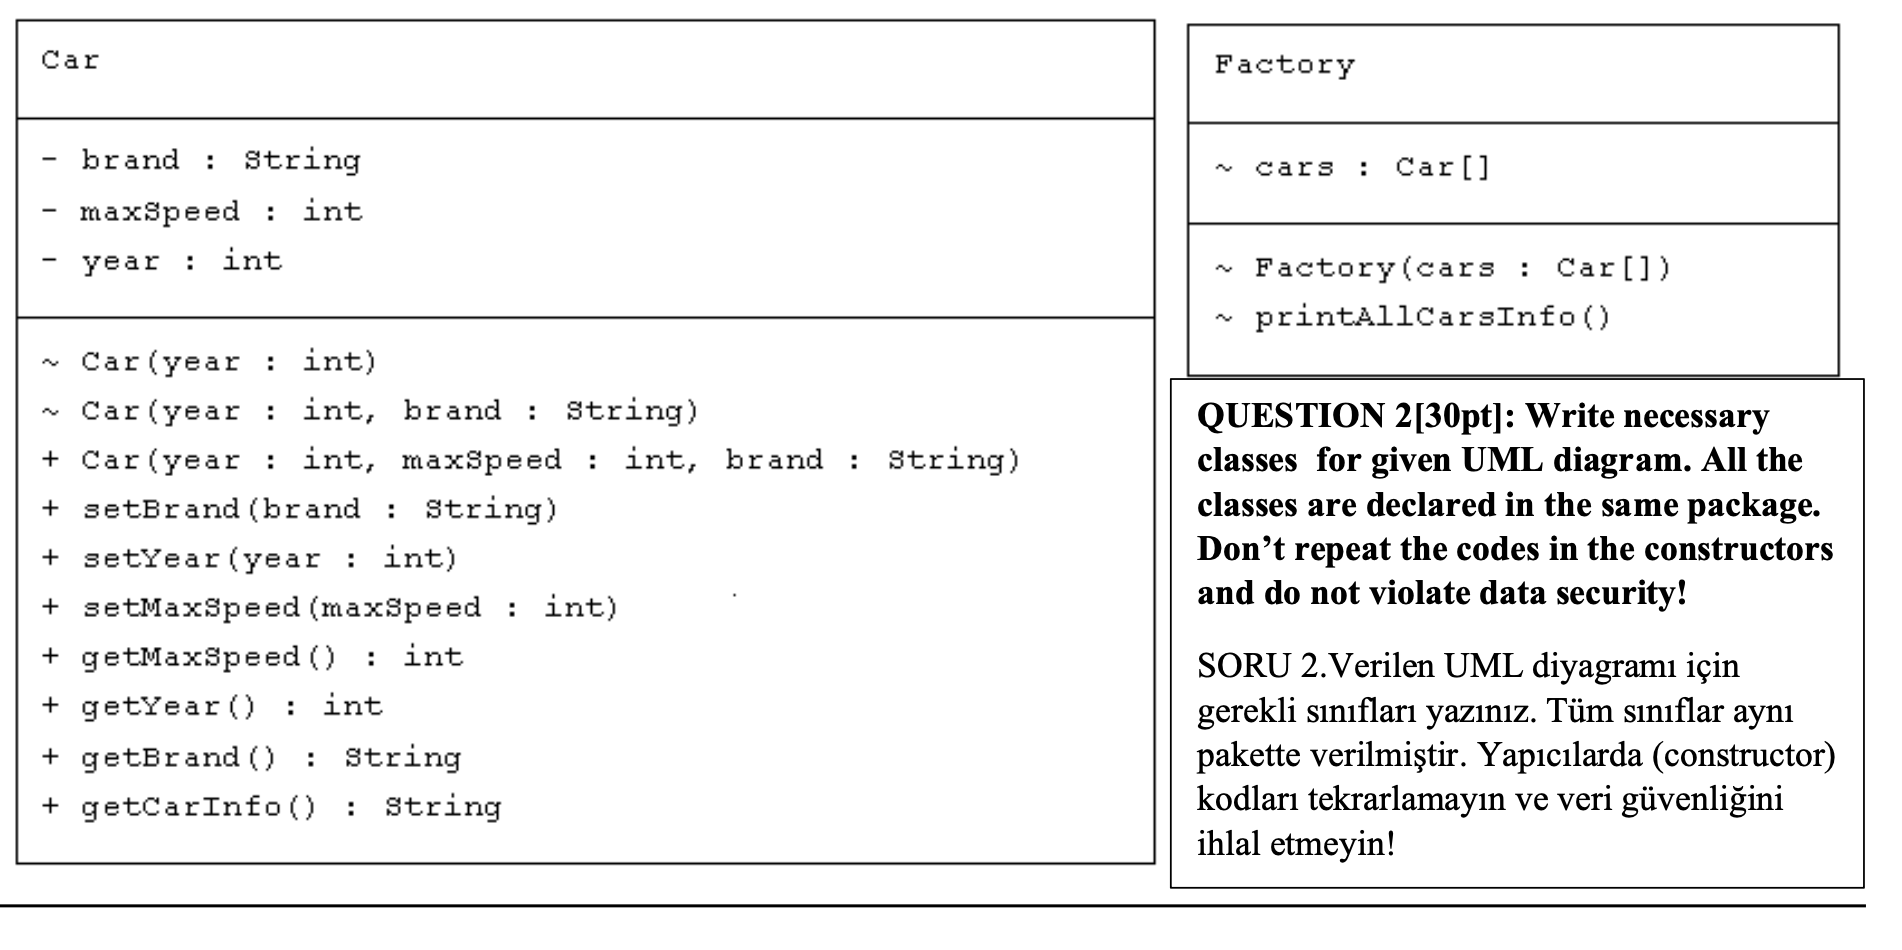 Car
- brand : String
- maxSpeed : int
- year : int
~ Car(year : int)
~ Car(year : int, brand : String)
+ Car(year : int, maxSpeed : int, brand : String)
+ setBrand(brand : String)
+ setYear(year : int)
+ setMaxSpeed(maxSpeed : int)
+ getMaxSpeed() : int
+ getYear() : int
+ getBrand() : String
+ getCarInfo() : String
Factory
~ cars : Car[]
~ Factory(cars : Car[])
~ printAllCarsInfo()
QUESTION 2[30pt]: Write necessary
classes for given UML diagram. All the
classes are declared in the same package.
Don’t repeat the codes in the constructors
and do not violate data security!
SORU 2.Verilen UML diyagramı için
gerekli sınıfları yazınız. Tüm sınıflar aynı
pakette verilmiştir. Yapıcılarda (constructor)
kodları tekrarlamayın ve veri güvenliğini
ihlal etmeyin!